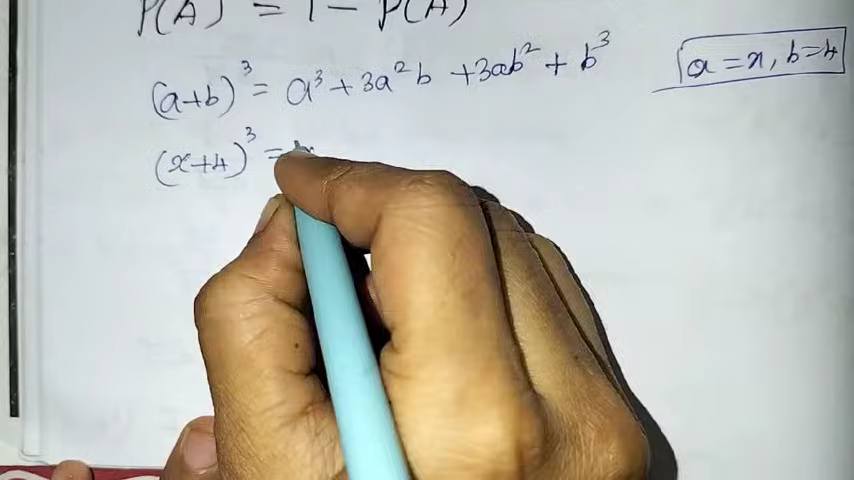 P(A̅) = 1 - P(A)
(a+b)³ = a³ + 3a²b + 3ab² + b³
a = x, b = 4
(x+4)³ =